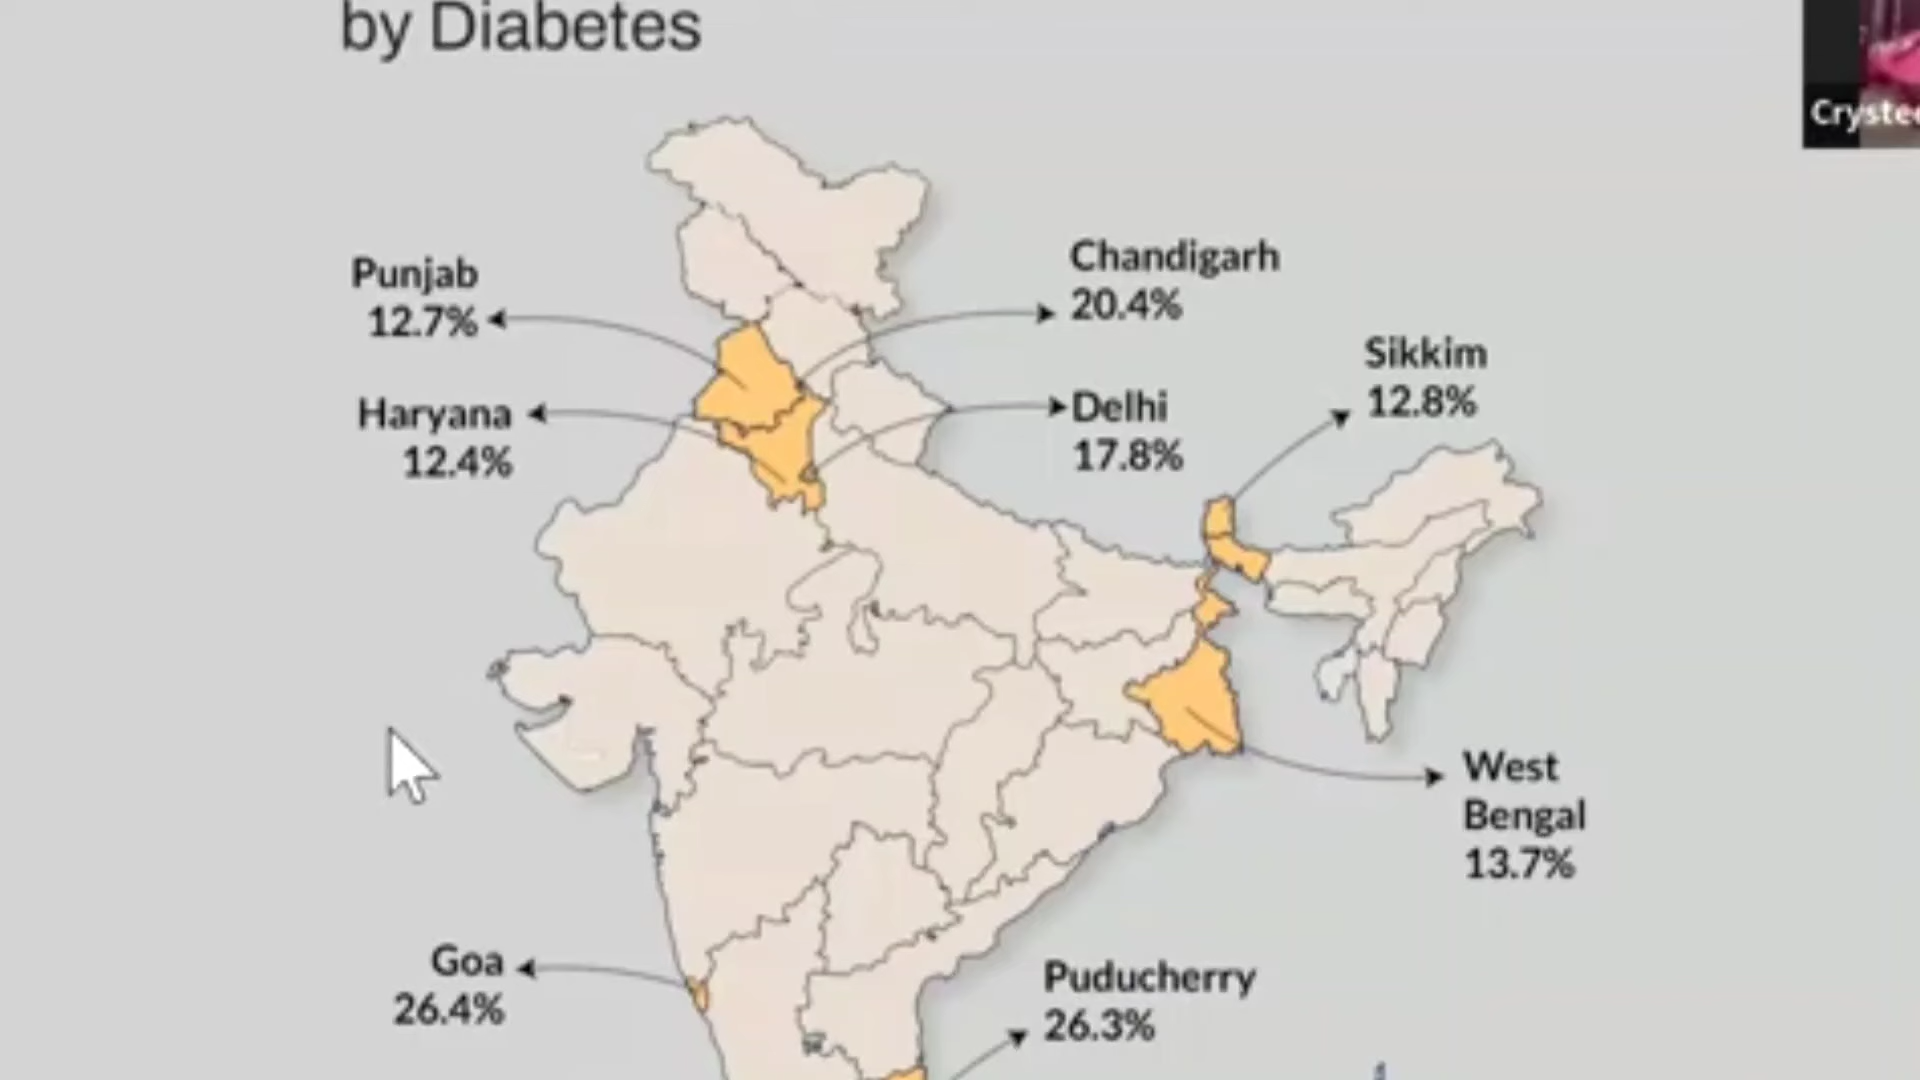 by Diabetes
Punjab
12.7%
Chandigarh
20.4%
Haryana
12.4%
Delhi
17.8%
Sikkim
12.8%
West
Bengal
13.7%
Goa
26.4%
Puducherry
26.3%